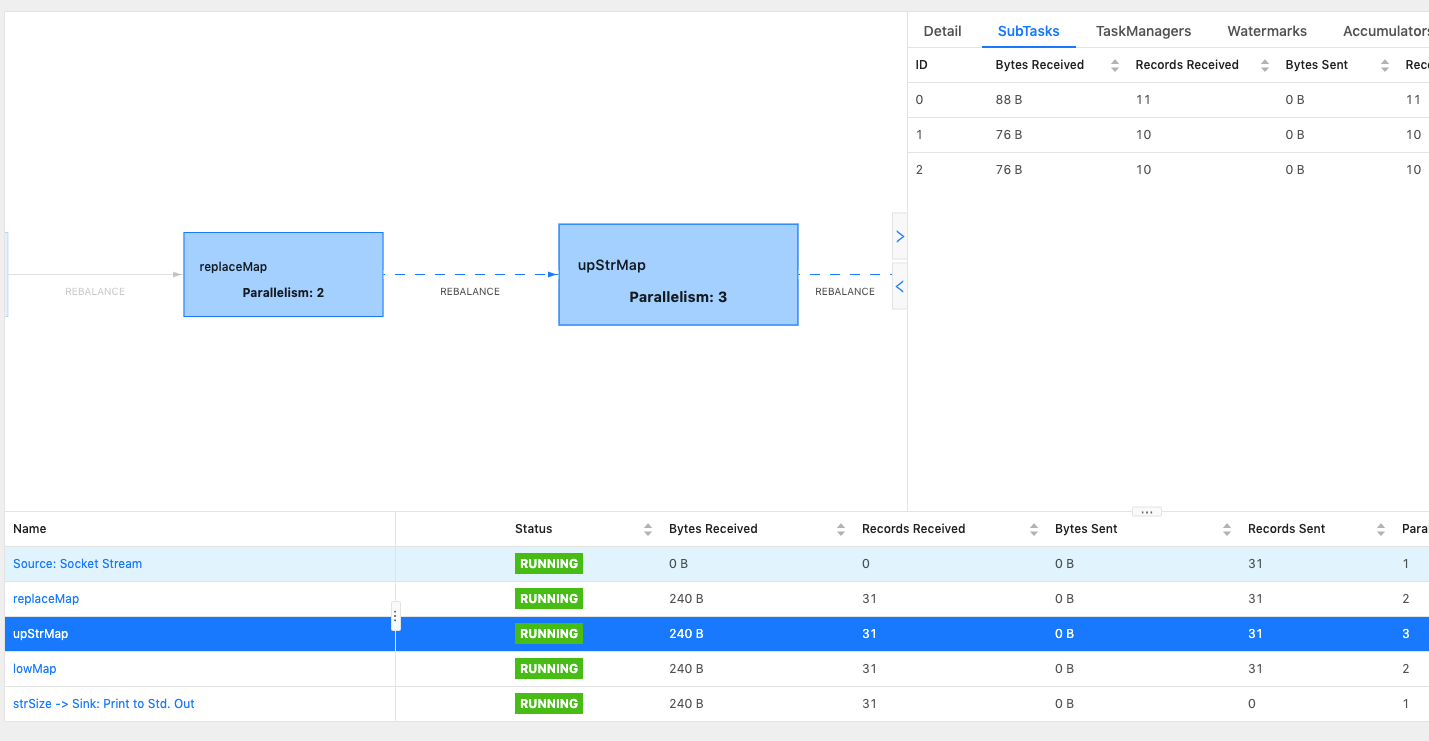 Detail SubTasks TaskManagers Watermarks Accumulators
ID Bytes Received Records Received Bytes Sent
0 88 B 11 0 B 11
1 76 B 10 0 B 10
2 76 B 10 0 B 10
REBALANCE
replaceMap
Parallelism: 2
REBALANCE
upStrMap
Parallelism: 3
REBALANCE
Name Status Bytes Received Records Received Bytes Sent Records Sent
Source: Socket Stream RUNNING 0 B 0 0 B 31 1
replaceMap RUNNING 240 B 31 0 B 31 2
upStrMap RUNNING 240 B 31 0 B 31 3
lowMap RUNNING 240 B 31 0 B 31 2
strSize -> Sink: Print to Std. Out RUNNING 240 B 31 0 B 0 1